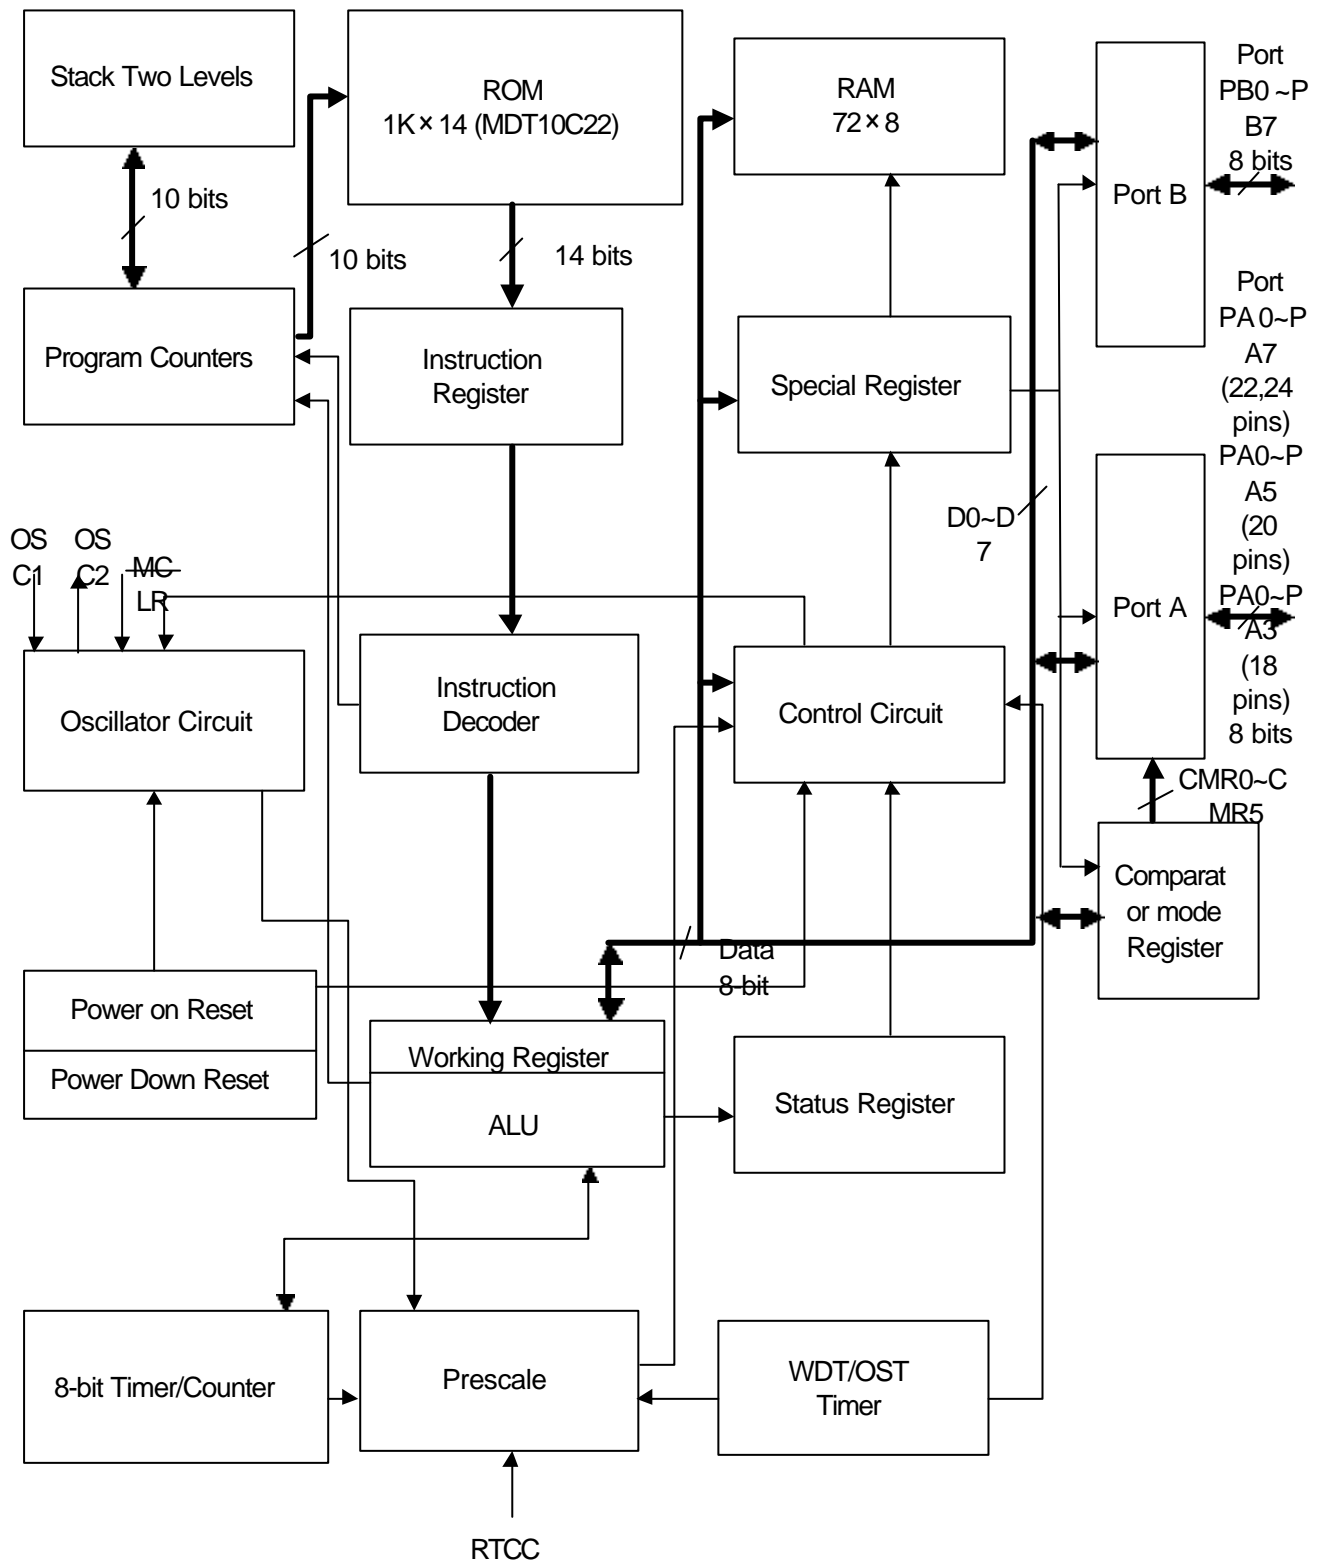 Stack Two Levels
ROM
1K×14 (MDT10C22)
RAM
72×8
Port
PB0 ~P
B7
8 bits
Port B
10 bits
10 bits
14 bits
Program Counters
Instruction
Register
Special Register
Port
PA 0~P
A7
(22,24
pins)
PA0~P
A5
(20
pins)
PA0~P
A3
(18
pins)
8 bits
D0~D
7
OS
C1
OS
C2
MC
LR
Port A
Oscillator Circuit
Instruction
Decoder
Control Circuit
CMR0~C
MR5
Comparat
or mode
Register
Data
8-bit
Power on Reset
Power Down Reset
Working Register
ALU
Status Register
8-bit Timer/Counter
Prescale
WDT/OST
Timer
RTCC